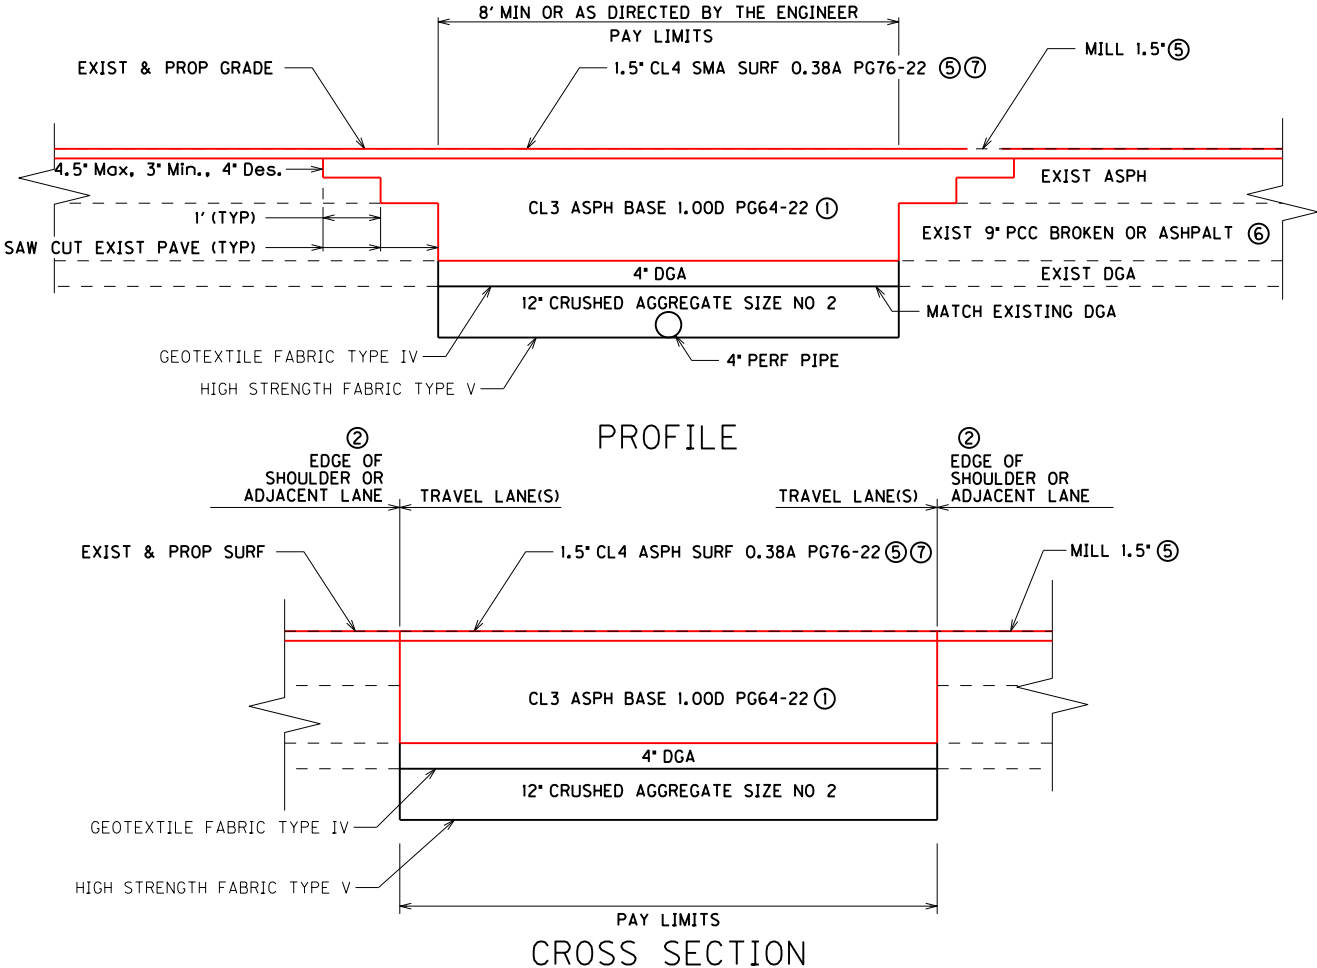 8' MIN OR AS DIRECTED BY THE ENGINEER
PAY LIMITS
MILL 1.5" ⑤
EXIST & PROP GRADE
1.5" CL4 SMA SURF 0.38A PG76-22 ⑤⑦
4.5" Max, 3" Min., 4" Des.
EXIST ASPH
1' (TYP)
CL3 ASPH BASE 1.00D PG64-22 ①
SAW CUT EXIST PAVE (TYP)
EXIST 9" PCC BROKEN OR ASHPALT ⑥
4" DGA
EXIST DGA
12" CRUSHED AGGREGATE SIZE NO 2
MATCH EXISTING DGA
GEOTEXTILE FABRIC TYPE IV
4" PERF PIPE
HIGH STRENGTH FABRIC TYPE V
PROFILE
②
EDGE OF
SHOULDER OR
ADJACENT LANE
TRAVEL LANE(S)
TRAVEL LANE(S)
②
EDGE OF
SHOULDER OR
ADJACENT LANE
EXIST & PROP SURF
1.5" CL4 ASPH SURF 0.38A PG76-22 ⑤⑦
MILL 1.5" ⑤
CL3 ASPH BASE 1.00D PG64-22 ①
4" DGA
12" CRUSHED AGGREGATE SIZE NO 2
GEOTEXTILE FABRIC TYPE IV
HIGH STRENGTH FABRIC TYPE V
PAY LIMITS
CROSS SECTION